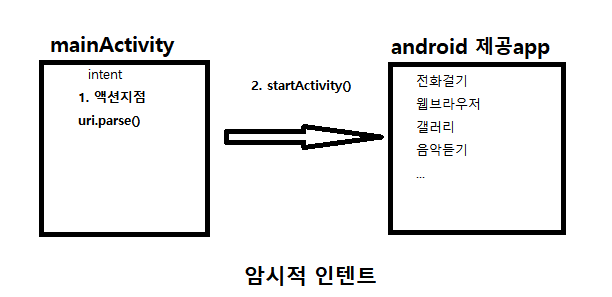 mainActivity
intent
1. 액션지점
uri.parse()
2. startActivity()
android 제공app
전화걸기
웹브라우저
갤러리
음악듣기
...
암시적 인텐트